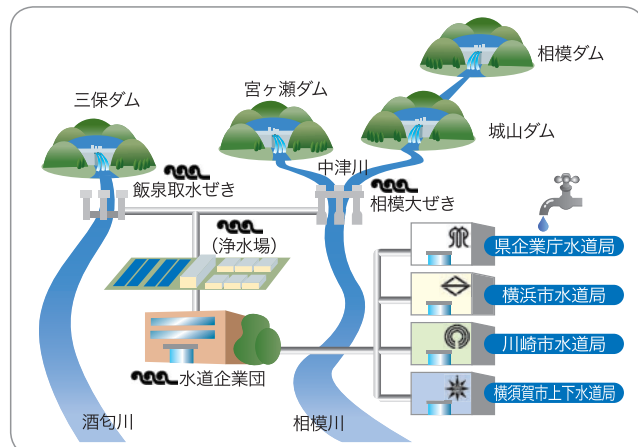 相模ダム
宮ヶ瀬ダム
三保ダム
城山ダム
中津川
飯泉取水ぜき
相模大ぜき
（浄水場）
県企業庁水道局
横浜市水道局
川崎市水道局
水道企業団
横須賀市上下水道局
酒匂川
相模川